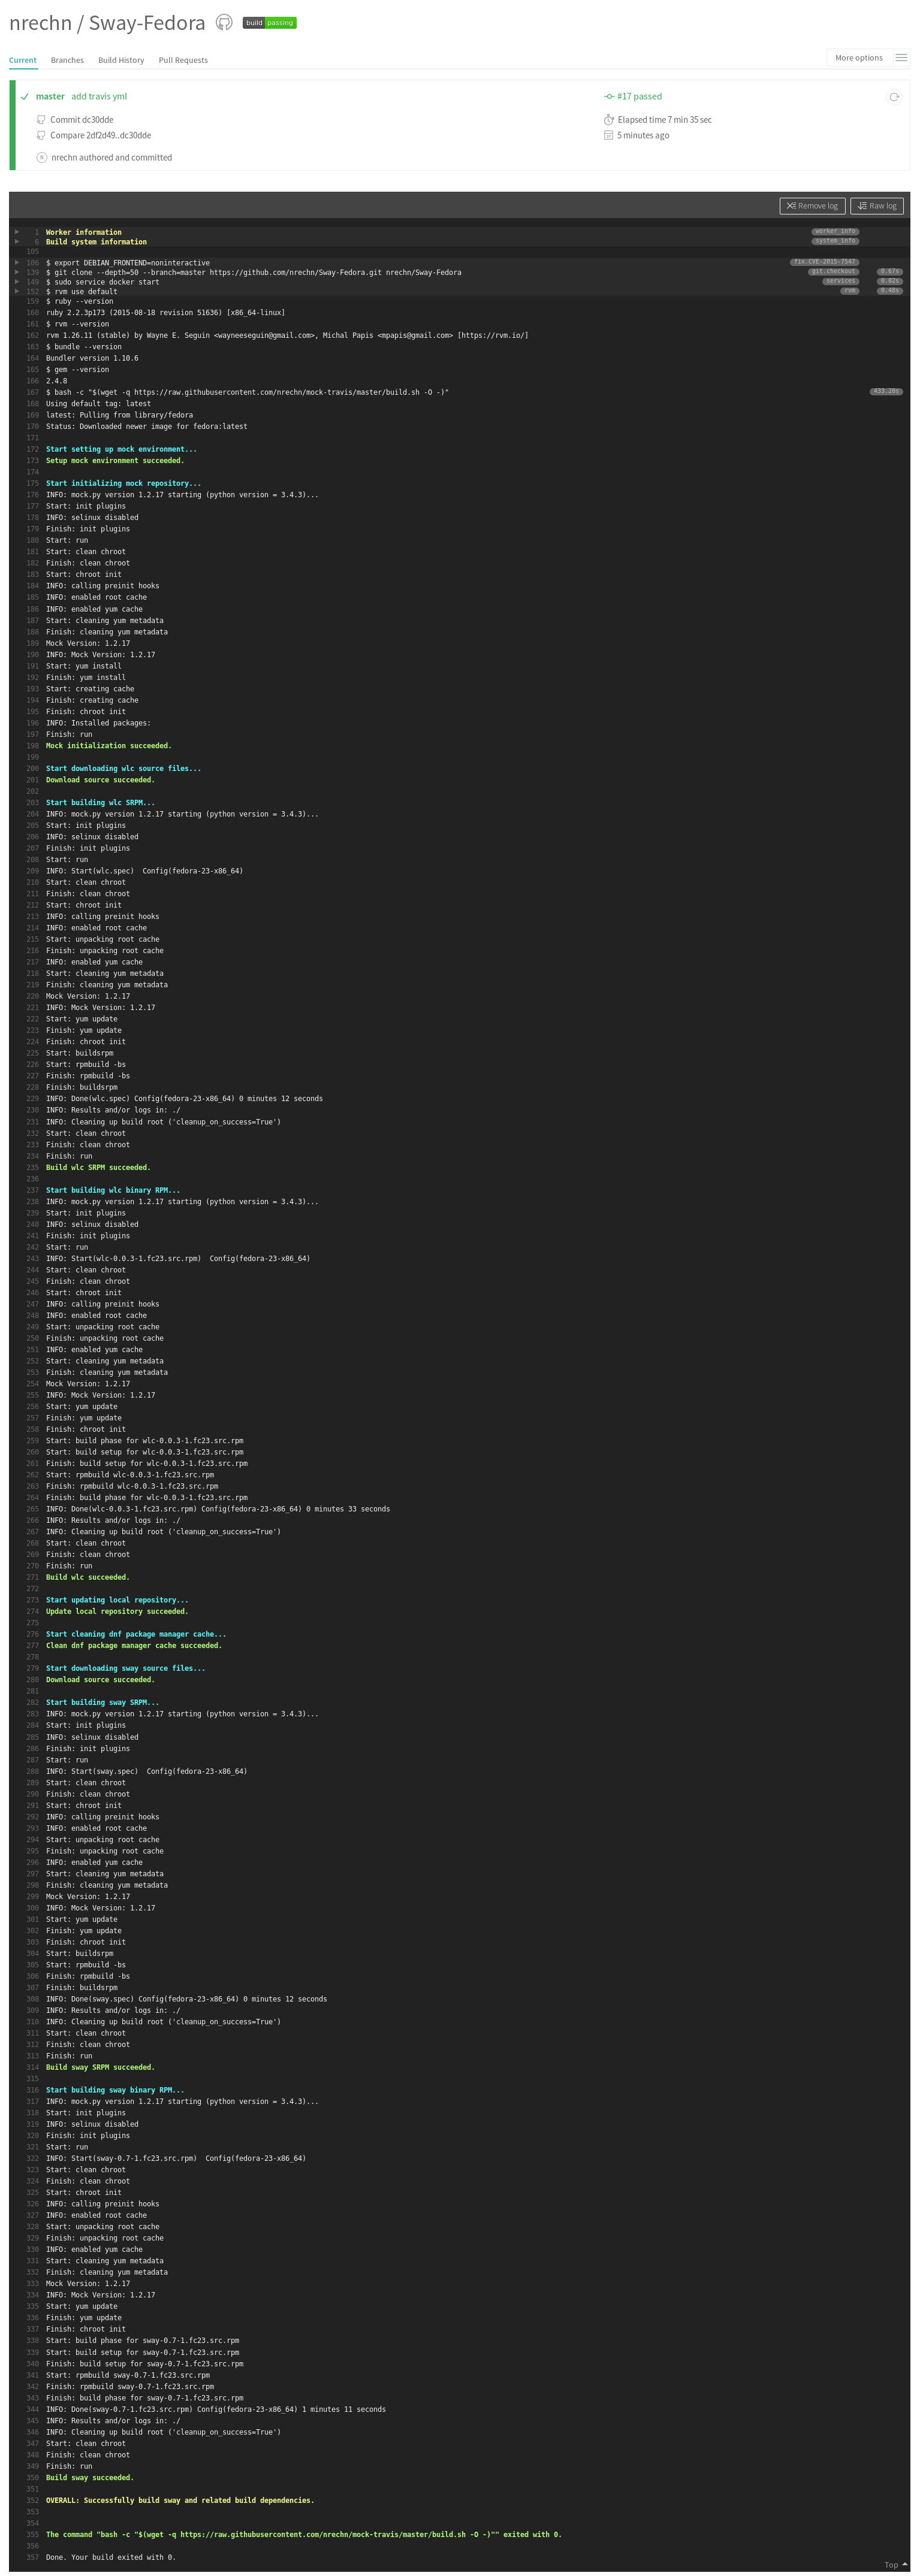 nrechn / Sway-Fedora build passing
Current Branches Build History Pull Requests More options
master add travis yml #17 passed
Commit dc30dde Elapsed time 7 min 35 sec
Compare 2df2d49..dc30dde 5 minutes ago
N nrechn authored and committed
Remove log Raw log
1 Worker information worker_info
6 Build system information system_info
105
106 $ export DEBIAN_FRONTEND=noninteractive fix.CVE-2015-7547
139 $ git clone --depth=50 --branch=master https://github.com/nrechn/Sway-Fedora.git nrechn/Sway-Fedora git.checkout 0.67s
149 $ sudo service docker start services 0.02s
152 $ rvm use default rvm 0.40s
159 $ ruby --version
160 ruby 2.2.3p173 (2015-08-18 revision 51636) [x86_64-linux]
161 $ rvm --version
162 rvm 1.26.11 (stable) by Wayne E. Seguin <wayneeseguin@gmail.com>, Michal Papis <mpapis@gmail.com> [https://rvm.io/]
163 $ bundle --version
164 Bundler version 1.10.6
165 $ gem --version
166 2.4.8
167 $ bash -c "$(wget -q https://raw.githubusercontent.com/nrechn/mock-travis/master/build.sh -O -)" 433.20s
168 Using default tag: latest
169 latest: Pulling from library/fedora
170 Status: Downloaded newer image for fedora:latest
171
172 Start setting up mock environment...
173 Setup mock environment succeeded.
174
175 Start initializing mock repository...
176 INFO: mock.py version 1.2.17 starting (python version = 3.4.3)...
177 Start: init plugins
178 INFO: selinux disabled
179 Finish: init plugins
180 Start: run
181 Start: clean chroot
182 Finish: clean chroot
183 Start: chroot init
184 INFO: calling preinit hooks
185 INFO: enabled root cache
186 INFO: enabled yum cache
187 Start: cleaning yum metadata
188 Finish: cleaning yum metadata
189 Mock Version: 1.2.17
190 INFO: Mock Version: 1.2.17
191 Start: yum install
192 Finish: yum install
193 Start: creating cache
194 Finish: creating cache
195 Finish: chroot init
196 INFO: Installed packages:
197 Finish: run
198 Mock initialization succeeded.
199
200 Start downloading wlc source files...
201 Download source succeeded.
202
203 Start building wlc SRPM...
204 INFO: mock.py version 1.2.17 starting (python version = 3.4.3)...
205 Start: init plugins
206 INFO: selinux disabled
207 Finish: init plugins
208 Start: run
209 INFO: Start(wlc.spec)  Config(fedora-23-x86_64)
210 Start: clean chroot
211 Finish: clean chroot
212 Start: chroot init
213 INFO: calling preinit hooks
214 INFO: enabled root cache
215 Start: unpacking root cache
216 Finish: unpacking root cache
217 INFO: enabled yum cache
218 Start: cleaning yum metadata
219 Finish: cleaning yum metadata
220 Mock Version: 1.2.17
221 INFO: Mock Version: 1.2.17
222 Start: yum update
223 Finish: yum update
224 Finish: chroot init
225 Start: buildsrpm
226 Start: rpmbuild -bs
227 Finish: rpmbuild -bs
228 Finish: buildsrpm
229 INFO: Done(wlc.spec) Config(fedora-23-x86_64) 0 minutes 12 seconds
230 INFO: Results and/or logs in: ./
231 INFO: Cleaning up build root ('cleanup_on_success=True')
232 Start: clean chroot
233 Finish: clean chroot
234 Finish: run
235 Build wlc SRPM succeeded.
236
237 Start building wlc binary RPM...
238 INFO: mock.py version 1.2.17 starting (python version = 3.4.3)...
239 Start: init plugins
240 INFO: selinux disabled
241 Finish: init plugins
242 Start: run
243 INFO: Start(wlc-0.0.3-1.fc23.src.rpm)  Config(fedora-23-x86_64)
244 Start: clean chroot
245 Finish: clean chroot
246 Start: chroot init
247 INFO: calling preinit hooks
248 INFO: enabled root cache
249 Start: unpacking root cache
250 Finish: unpacking root cache
251 INFO: enabled yum cache
252 Start: cleaning yum metadata
253 Finish: cleaning yum metadata
254 Mock Version: 1.2.17
255 INFO: Mock Version: 1.2.17
256 Start: yum update
257 Finish: yum update
258 Finish: chroot init
259 Start: build phase for wlc-0.0.3-1.fc23.src.rpm
260 Start: build setup for wlc-0.0.3-1.fc23.src.rpm
261 Finish: build setup for wlc-0.0.3-1.fc23.src.rpm
262 Start: rpmbuild wlc-0.0.3-1.fc23.src.rpm
263 Finish: rpmbuild wlc-0.0.3-1.fc23.src.rpm
264 Finish: build phase for wlc-0.0.3-1.fc23.src.rpm
265 INFO: Done(wlc-0.0.3-1.fc23.src.rpm) Config(fedora-23-x86_64) 0 minutes 33 seconds
266 INFO: Results and/or logs in: ./
267 INFO: Cleaning up build root ('cleanup_on_success=True')
268 Start: clean chroot
269 Finish: clean chroot
270 Finish: run
271 Build wlc succeeded.
272
273 Start updating local repository...
274 Update local repository succeeded.
275
276 Start cleaning dnf package manager cache...
277 Clean dnf package manager cache succeeded.
278
279 Start downloading sway source files...
280 Download source succeeded.
281
282 Start building sway SRPM...
283 INFO: mock.py version 1.2.17 starting (python version = 3.4.3)...
284 Start: init plugins
285 INFO: selinux disabled
286 Finish: init plugins
287 Start: run
288 INFO: Start(sway.spec)  Config(fedora-23-x86_64)
289 Start: clean chroot
290 Finish: clean chroot
291 Start: chroot init
292 INFO: calling preinit hooks
293 INFO: enabled root cache
294 Start: unpacking root cache
295 Finish: unpacking root cache
296 INFO: enabled yum cache
297 Start: cleaning yum metadata
298 Finish: cleaning yum metadata
299 Mock Version: 1.2.17
300 INFO: Mock Version: 1.2.17
301 Start: yum update
302 Finish: yum update
303 Finish: chroot init
304 Start: buildsrpm
305 Start: rpmbuild -bs
306 Finish: rpmbuild -bs
307 Finish: buildsrpm
308 INFO: Done(sway.spec) Config(fedora-23-x86_64) 0 minutes 12 seconds
309 INFO: Results and/or logs in: ./
310 INFO: Cleaning up build root ('cleanup_on_success=True')
311 Start: clean chroot
312 Finish: clean chroot
313 Finish: run
314 Build sway SRPM succeeded.
315
316 Start building sway binary RPM...
317 INFO: mock.py version 1.2.17 starting (python version = 3.4.3)...
318 Start: init plugins
319 INFO: selinux disabled
320 Finish: init plugins
321 Start: run
322 INFO: Start(sway-0.7-1.fc23.src.rpm)  Config(fedora-23-x86_64)
323 Start: clean chroot
324 Finish: clean chroot
325 Start: chroot init
326 INFO: calling preinit hooks
327 INFO: enabled root cache
328 Start: unpacking root cache
329 Finish: unpacking root cache
330 INFO: enabled yum cache
331 Start: cleaning yum metadata
332 Finish: cleaning yum metadata
333 Mock Version: 1.2.17
334 INFO: Mock Version: 1.2.17
335 Start: yum update
336 Finish: yum update
337 Finish: chroot init
338 Start: build phase for sway-0.7-1.fc23.src.rpm
339 Start: build setup for sway-0.7-1.fc23.src.rpm
340 Finish: build setup for sway-0.7-1.fc23.src.rpm
341 Start: rpmbuild sway-0.7-1.fc23.src.rpm
342 Finish: rpmbuild sway-0.7-1.fc23.src.rpm
343 Finish: build phase for sway-0.7-1.fc23.src.rpm
344 INFO: Done(sway-0.7-1.fc23.src.rpm) Config(fedora-23-x86_64) 1 minutes 11 seconds
345 INFO: Results and/or logs in: ./
346 INFO: Cleaning up build root ('cleanup_on_success=True')
347 Start: clean chroot
348 Finish: clean chroot
349 Finish: run
350 Build sway succeeded.
351
352 OVERALL: Successfully build sway and related build dependencies.
353
354
355 The command "bash -c "$(wget -q https://raw.githubusercontent.com/nrechn/mock-travis/master/build.sh -O -)"" exited with 0.
356
357 Done. Your build exited with 0.
Top